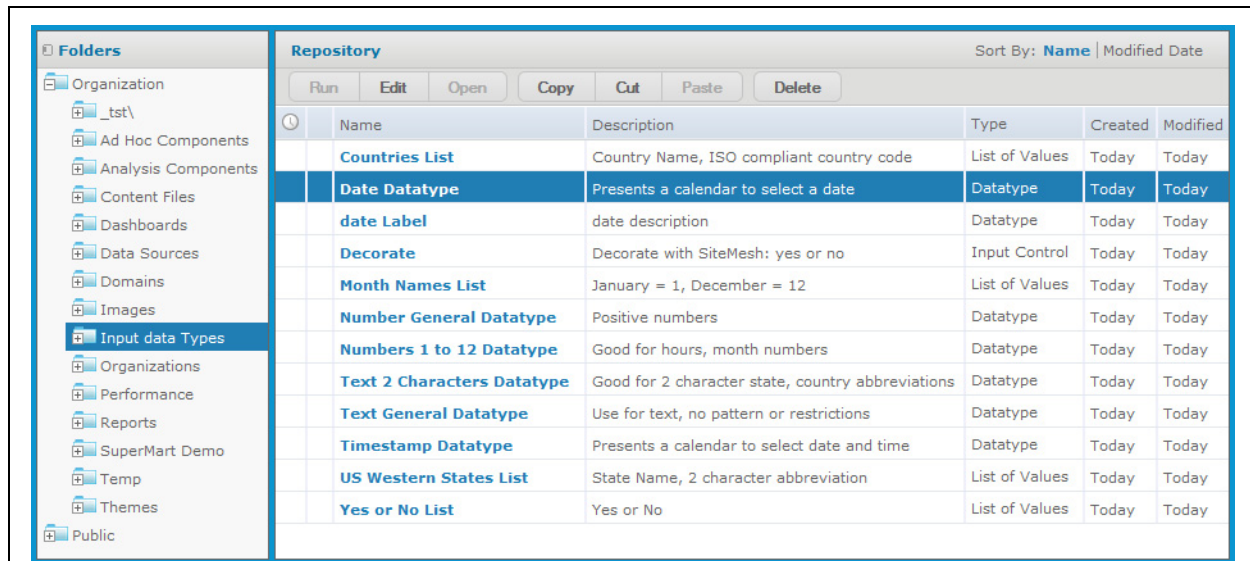 Folders
Organization
_tst\
Ad Hoc Components
Analysis Components
Content Files
Dashboards
Data Sources
Domains
Images
Input data Types
Organizations
Performance
Reports
SuperMart Demo
Temp
Themes
Public
Repository
Sort By: Name | Modified Date
Run Edit Open Copy Cut Paste Delete
Name Description Type Created Modified
Countries List Country Name, ISO compliant country code List of Values Today Today
Date Datatype Presents a calendar to select a date Datatype Today Today
date Label date description Datatype Today Today
Decorate Decorate with SiteMesh: yes or no Input Control Today Today
Month Names List January = 1, December = 12 List of Values Today Today
Number General Datatype Positive numbers Datatype Today Today
Numbers 1 to 12 Datatype Good for hours, month numbers Datatype Today Today
Text 2 Characters Datatype Good for 2 character state, country abbreviations Datatype Today Today
Text General Datatype Use for text, no pattern or restrictions Datatype Today Today
Timestamp Datatype Presents a calendar to select date and time Datatype Today Today
US Western States List State Name, 2 character abbreviation List of Values Today Today
Yes or No List Yes or No List of Values Today Today